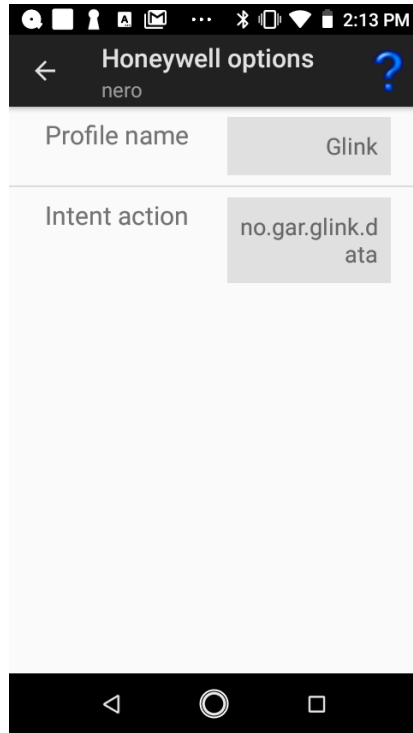 2:13 PM
Honeywell options
nero
?
Profile name
Glink
Intent action
no.gar.glink.d
ata